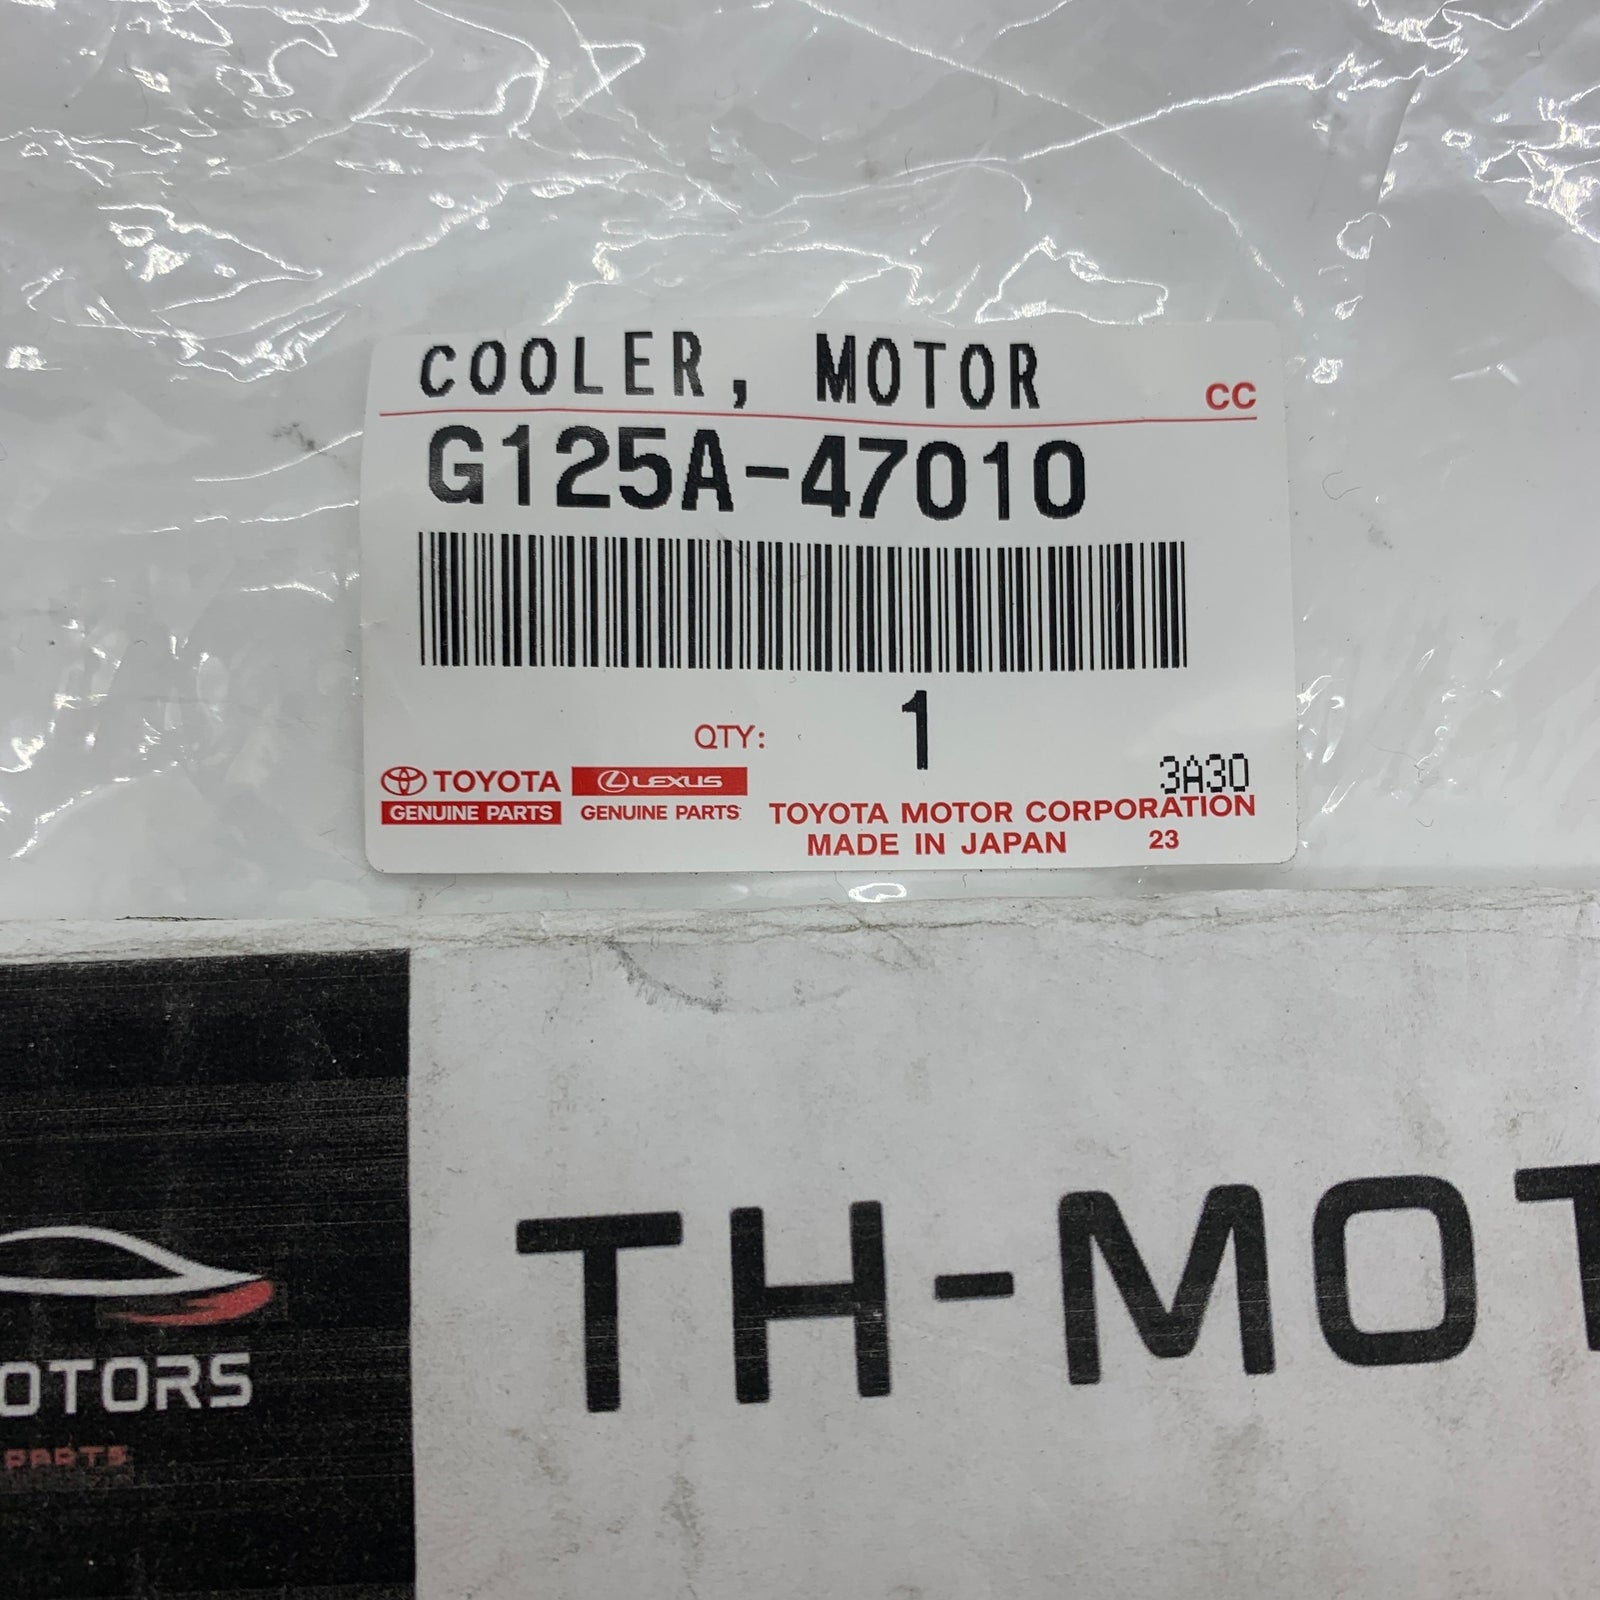 COOLER, MOTOR
CC
G125A-47010
QTY: 1
3A30
TOYOTA LEXUS
GENUINE PARTS GENUINE PARTS
TOYOTA MOTOR CORPORATION
MADE IN JAPAN 23
TH-MOT
OTORS
PARTS